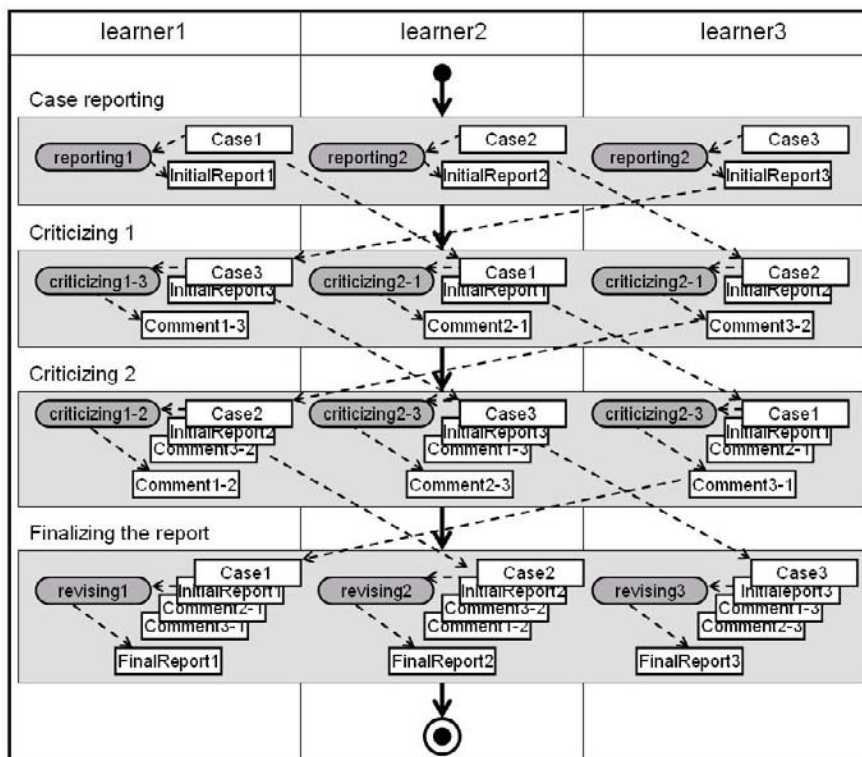 learner1
learner2
learner3
Case reporting
reporting1
Case1
InitialReport1
reporting2
Case2
InitialReport2
reporting2
Case3
InitialReport3
Criticizing 1
criticizing1-3
Case3
InitialReport3
Comment1-3
criticizing2-1
Case1
InitialReport1
Comment2-1
criticizing2-1
Case2
InitialReport2
Comment3-2
Criticizing 2
criticizing1-2
Case2
InitialReport2
Comment3-2
Comment1-2
criticizing2-3
Case3
InitialReport3
Comment1-3
Comment2-3
criticizing2-3
Case1
InitialReport1
Comment2-1
Comment3-1
Finalizing the report
revising1
Case1
InitialReport1
Comment2-1
Comment3-1
FinalReport1
revising2
Case2
InitialReport2
Comment3-2
Comment1-2
FinalReport2
revising3
Case3
Initialreport3
Comment1-3
Comment2-3
FinalReport3